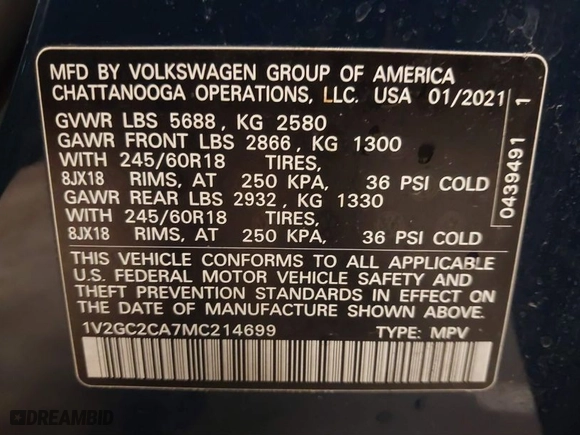 MFD BY VOLKSWAGEN GROUP OF AMERICA
CHATTANOOGA OPERATIONS, LLC. USA 01/2021
GVWR LBS 5688, KG 2580
GAWR FRONT LBS 2866, KG 1300
WITH 245/60R18 TIRES,
8JX18 RIMS, AT 250 KPA, 36 PSI COLD
GAWR REAR LBS 2932, KG 1330
WITH 245/60R18 TIRES,
8JX18 RIMS, AT 250 KPA, 36 PSI COLD
THIS VEHICLE CONFORMS TO ALL APPLICABLE
U.S. FEDERAL MOTOR VEHICLE SAFETY AND
THEFT PREVENTION STANDARDS IN EFFECT ON
THE DATE OF MANUFACTURE SHOWN ABOVE.
1V2GC2CA7MC214699 TYPE: MPV
0439491 1
DREAMBID